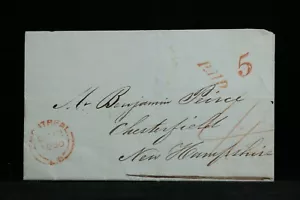 PAID
5
Mr Benjamin Pierce
Chesterfield
New Hampshire